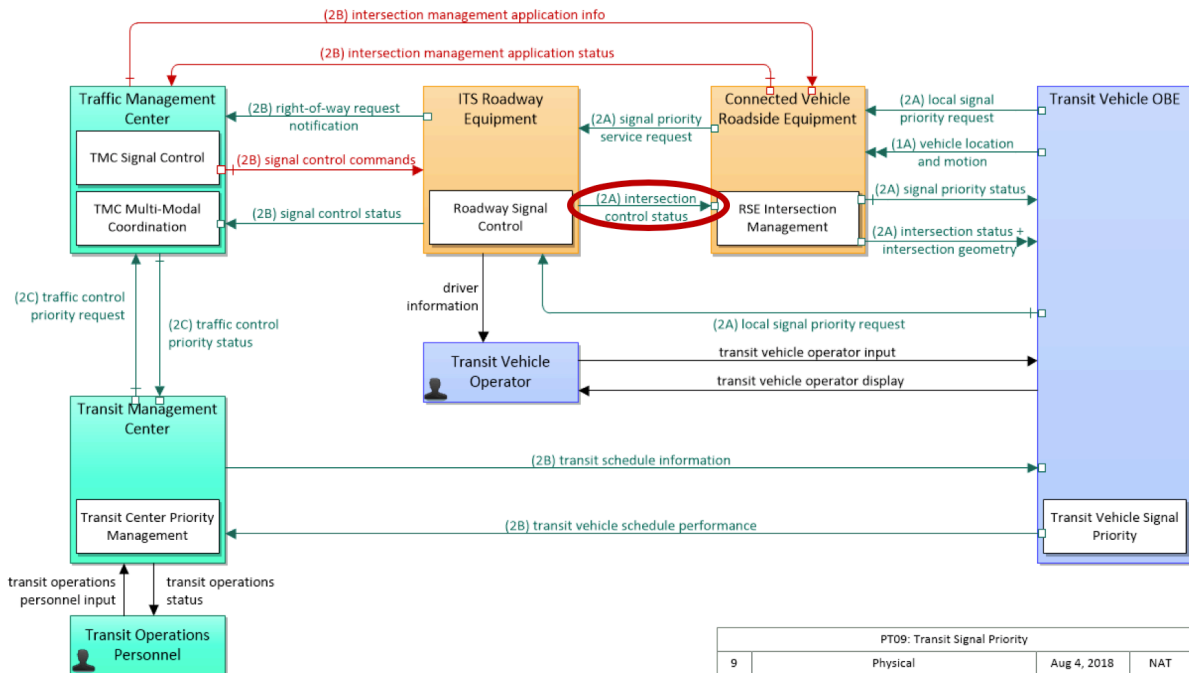 (2B) intersection management application info
(2B) intersection management application status
Traffic Management
Center
TMC Signal Control
TMC Multi-Modal
Coordination
(2B) right-of-way request
notification
(2B) signal control commands
(2B) signal control status
ITS Roadway
Equipment
Roadway Signal
Control
(2A) signal priority
service request
(2A) intersection
control status
Connected Vehicle
Roadside Equipment
RSE Intersection
Management
(2A) local signal
priority request
(1A) vehicle location
and motion
(2A) signal priority status
(2A) intersection status +
intersection geometry
Transit Vehicle OBE
(2C) traffic control
priority request
(2C) traffic control
priority status
driver
information
(2A) local signal priority request
Transit Vehicle
Operator
transit vehicle operator input
transit vehicle operator display
Transit Management
Center
Transit Center Priority
Management
(2B) transit schedule information
(2B) transit vehicle schedule performance
Transit Vehicle Signal
Priority
transit operations
personnel input
transit operations
status
Transit Operations
Personnel
PT09: Transit Signal Priority
9 Physical Aug 4, 2018 NAT